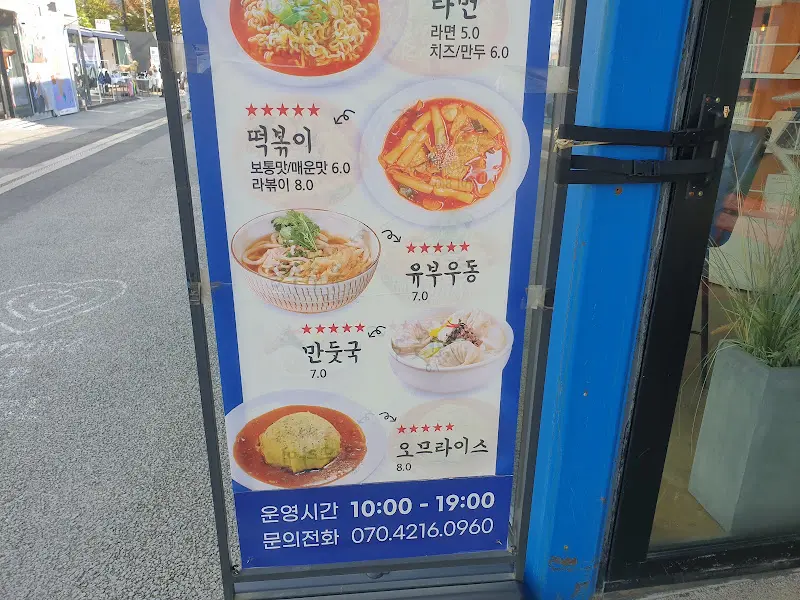 라면
라면 5.0
치즈/만두 6.0
떡볶이
보통맛/매운맛 6.0
라볶이 8.0
유부우동
7.0
만둣국
7.0
오므라이스
8.0
운영시간 10:00 - 19:00
문의전화 070.4216.0960